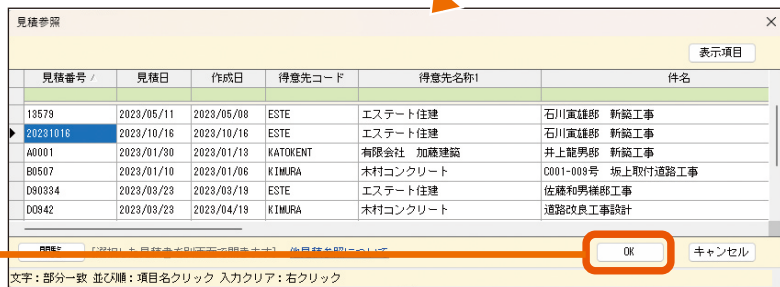 見積参照
表示項目
見積番号 見積日 作成日 得意先コード 得意先名称1 件名
13579 2023/05/11 2023/05/08 ESTE エステート住建 石川寅雄邸 新築工事
20231016 2023/10/16 2023/10/16 ESTE エステート住建 石川寅雄邸 新築工事
A0001 2023/01/30 2023/01/13 KATOKENT 有限会社 加藤建築 井上龍男邸 新築工事
B0507 2023/01/10 2023/01/06 KIMURA 木村コンクリート C001-009号 坂上取付道路工事
D90334 2023/03/23 2023/03/19 ESTE エステート住建 佐藤和男様邸工事
D0942 2023/03/23 2023/04/19 KIMURA 木村コンクリート 道路改良工事設計
OK キャンセル
文字:部分一致 並び順:項目名クリック 入力クリア:右クリック